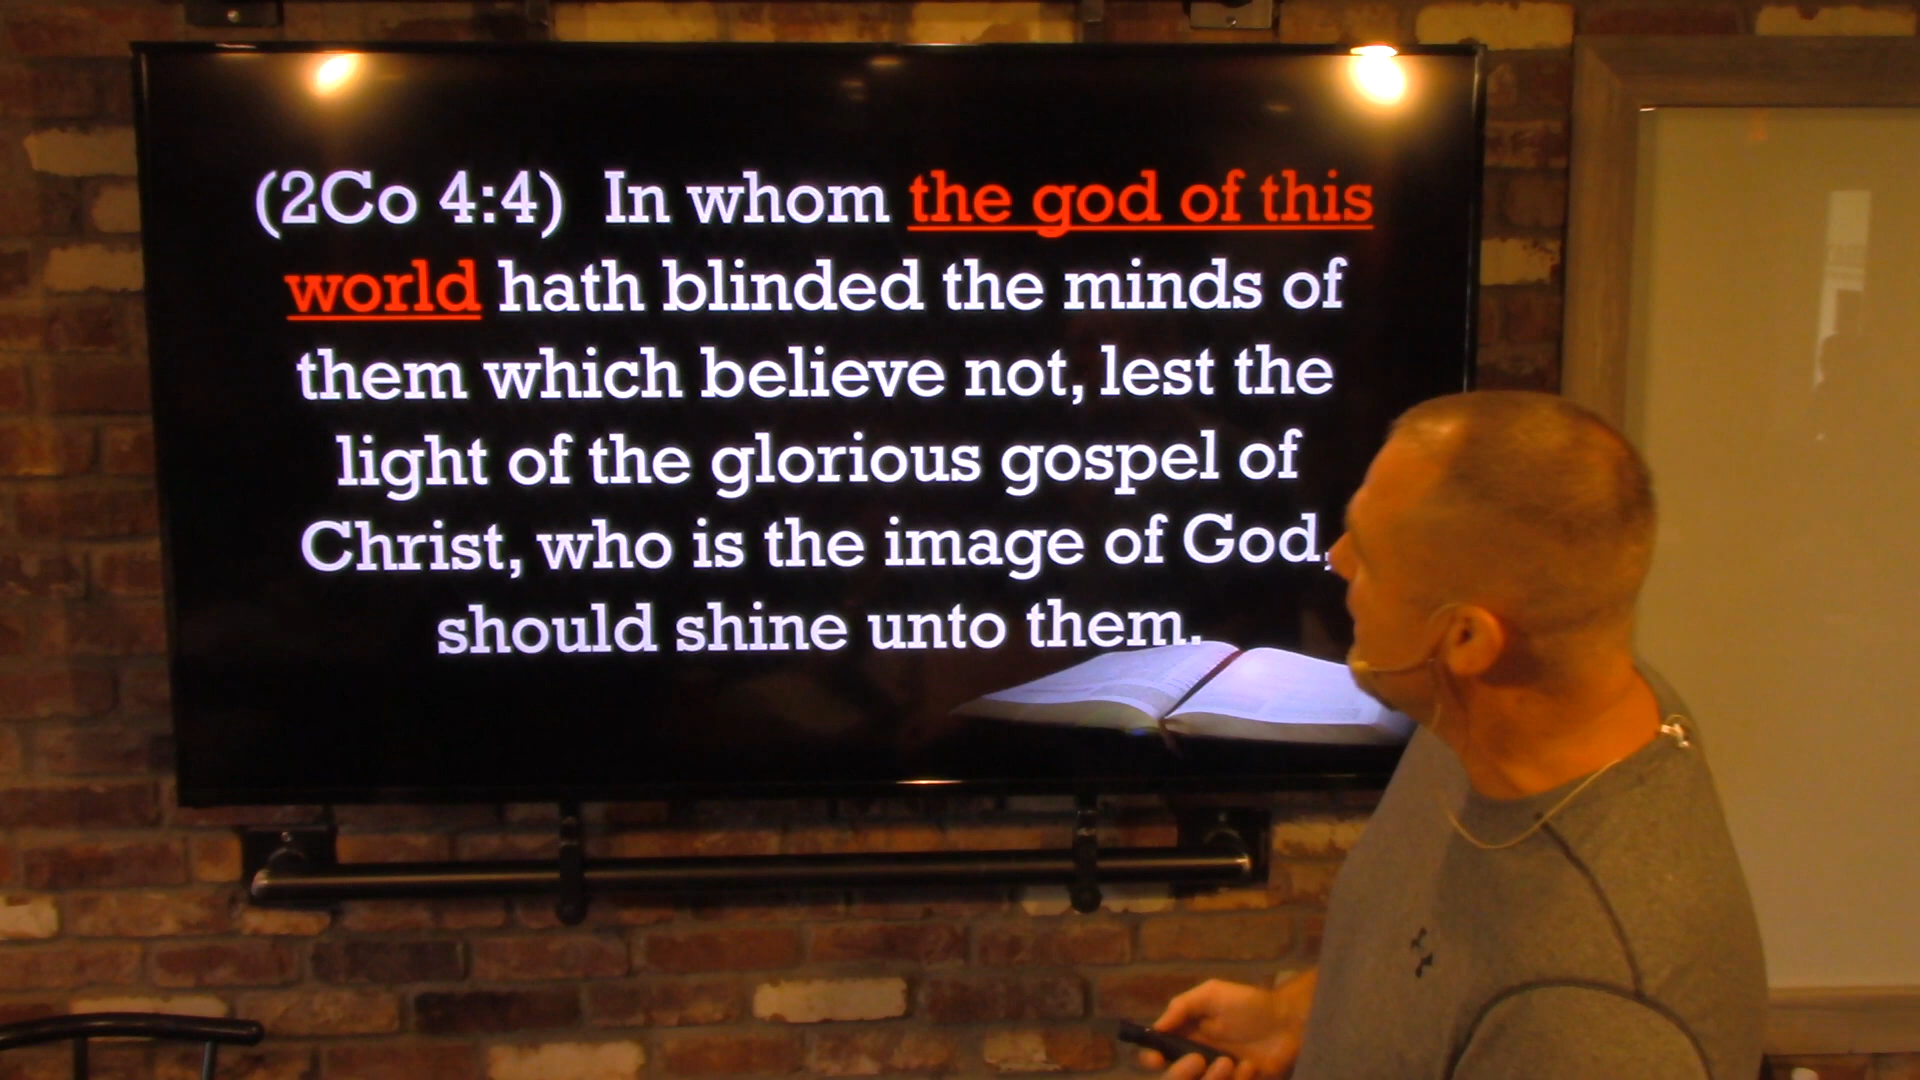 (2Co 4:4) In whom the god of this
world hath blinded the minds of
them which believe not, lest the
light of the glorious gospel of
Christ, who is the image of God,
should shine unto them.